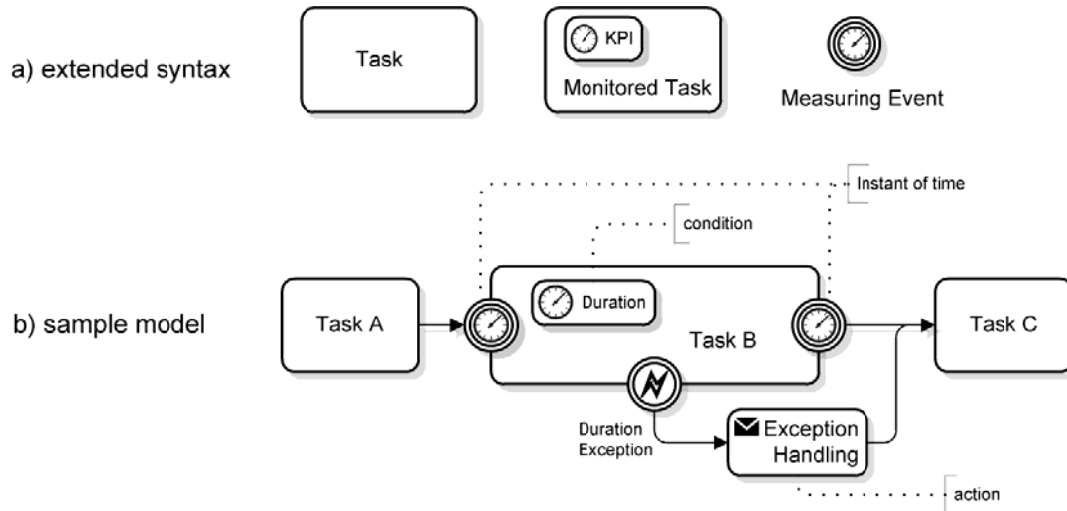 a) extended syntax
Task
KPI
Monitored Task
Measuring Event
Instant of time
condition
b) sample model
Task A
Duration
Task B
Task C
Duration
Exception
Exception
Handling
action